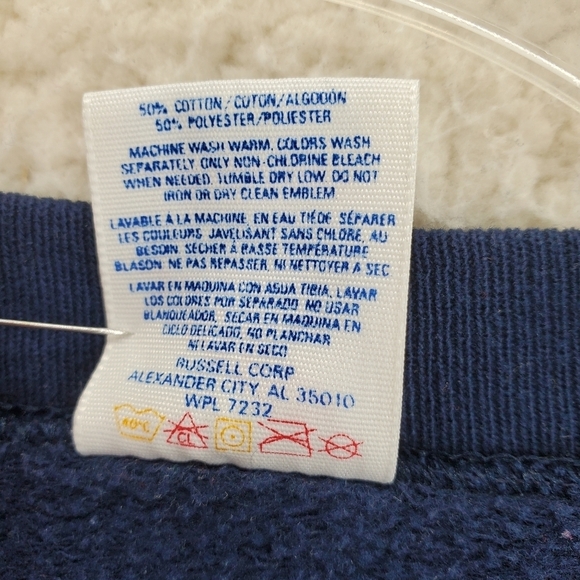 50% COTTON/COTON/ALGODON
50% POLYESTER/POLIESTER
MACHINE WASH WARM, COLORS WASH
SEPARATELY ONLY NON-CHLORINE BLEACH
WHEN NEEDED, TUMBLE DRY LOW, DO NOT
IRON OR DRY CLEAN EMBLEM
LAVABLE À LA MACHINE, EN EAU TIÈDE, SÉPARER
LES COULEURS, JAVELISANT SANS CHLORE, AU
BESOIN, SÉCHER À BASSE TEMPÉRATURE
BLASON: NE PAS REPASSER, NI NETTOYER A SEC
LAVAR EN MAQUINA CON AGUA TIBIA, LAVAR
LOS COLORES POR SEPARADO, NO USAR
BLANQUEADOR, SECAR EN MAQUINA EN
CICLO DELICADO, NO PLANCHAR
NI LAVAR EN SECO
RUSSELL CORP
ALEXANDER CITY AL 35010
WPL 7232
40°C CL